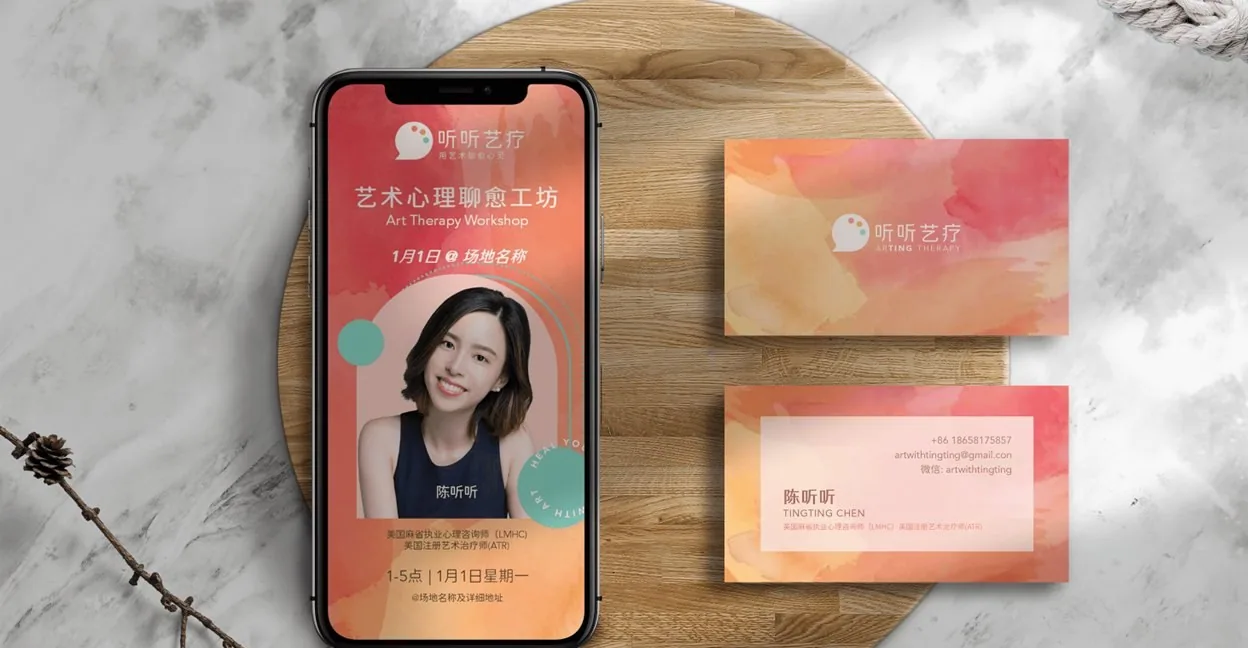 听听艺疗
用艺术聊愈心灵
艺术心理聊愈工坊
Art Therapy Workshop
1月1日 @ 场地名称
HEAL YO
WITH ART
陈听听
美国麻省执业心理咨询师 (LMHC)
美国注册艺术治疗师(ATR)
1-5点 | 1月1日星期一
@场地名称及详细地址
听听艺疗
ARTING THERAPY
+86 18658175857
artwithtingting@gmail.con
微信: artwithtingting
陈听听
TINGTING CHEN
美国麻省执业心理咨询师 (LMHC) 美国注册艺术治疗师(ATR)